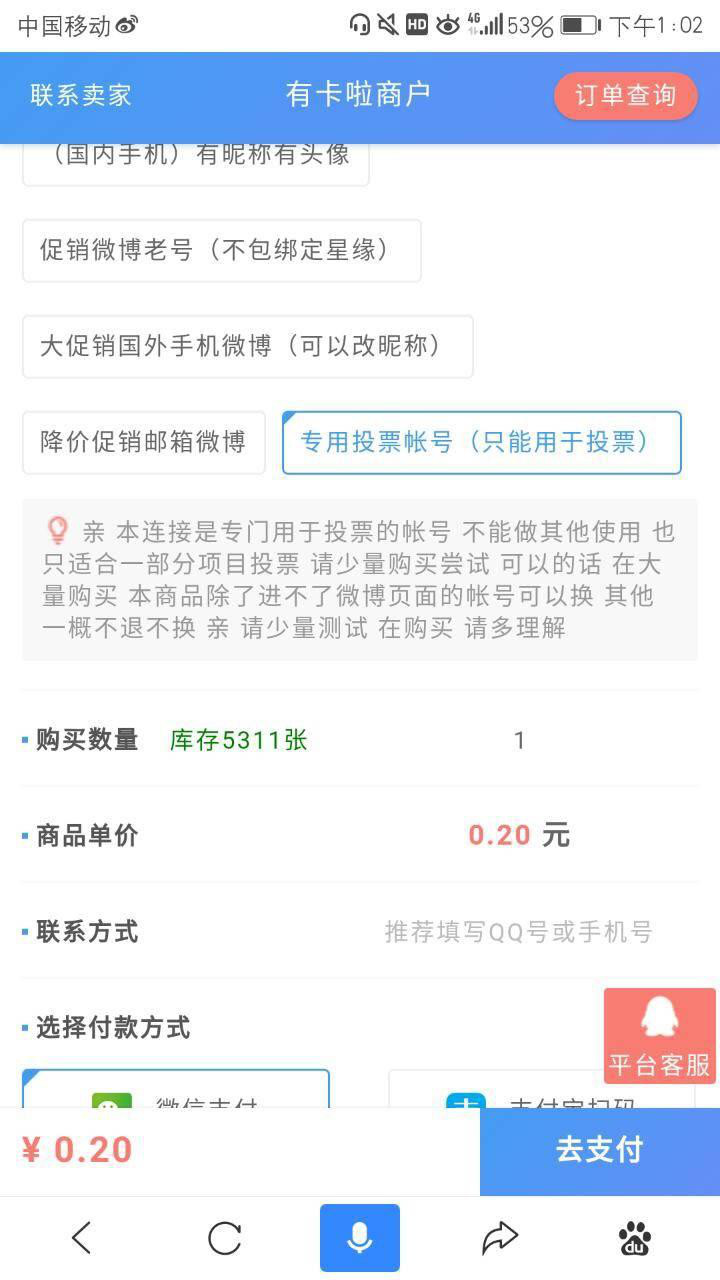 中国移动 HD 4G 53% 下午1:02
联系卖家 有卡啦商户 订单查询
（国内手机）有昵称有头像
促销微博老号（不包绑定星缘）
大促销国外手机微博（可以改昵称）
降价促销邮箱微博 专用投票帐号（只能用于投票）
亲 本连接是专门用于投票的帐号 不能做其他使用 也
只适合一部分项目投票 请少量购买尝试 可以的话 在大
量购买 本商品除了进不了微博页面的帐号可以换 其他
一概不退不换 亲 请少量测试 在购买 请多理解
购买数量 库存5311张 1
商品单价 0.20 元
联系方式 推荐填写QQ号或手机号
选择付款方式
平台客服
微信支付 支付宝扫码
¥ 0.20 去支付
du